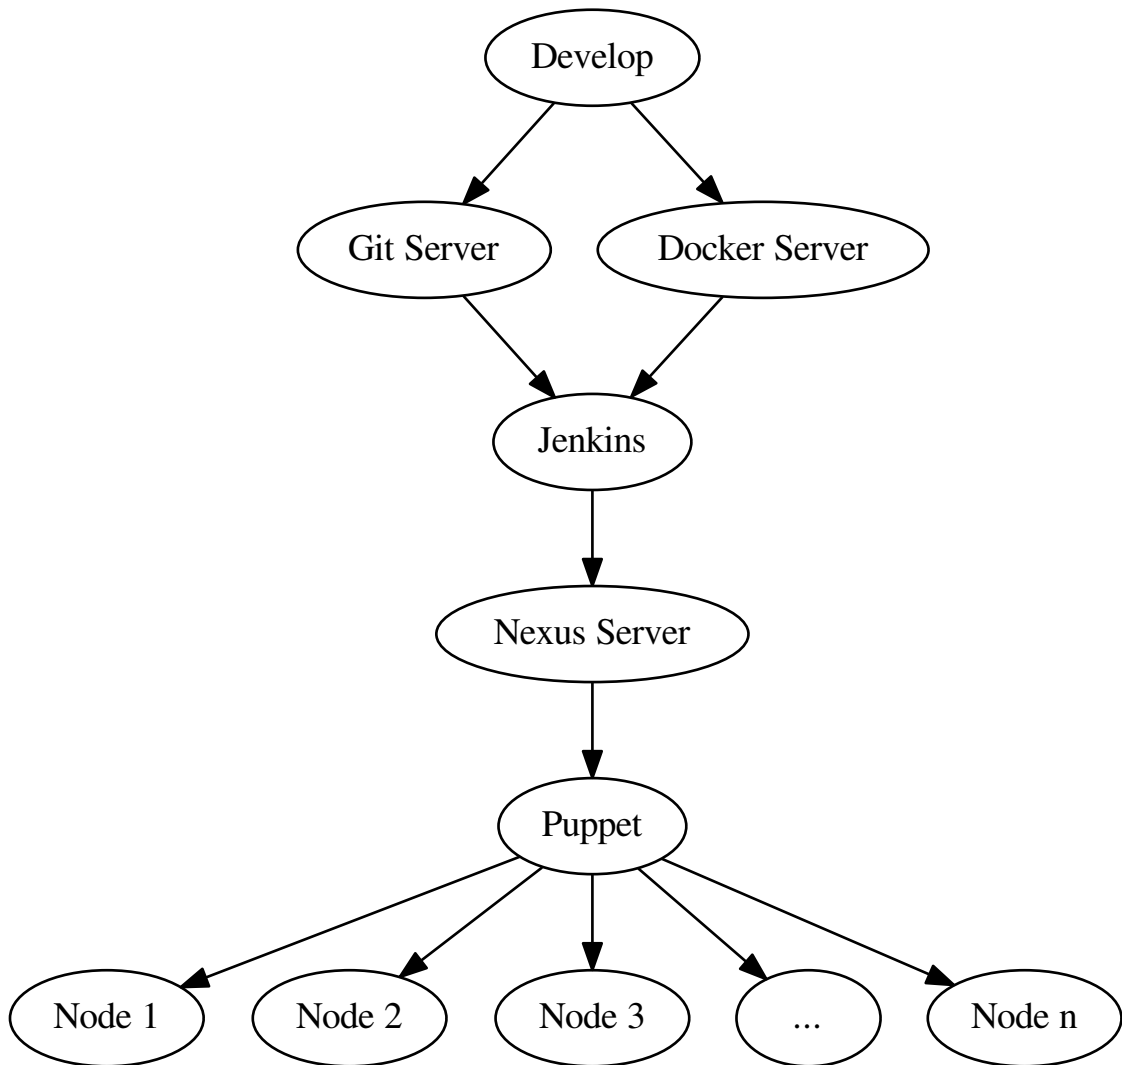 Develop
Git Server
Docker Server
Jenkins
Nexus Server
Puppet
Node 1
Node 2
Node 3
...
Node n